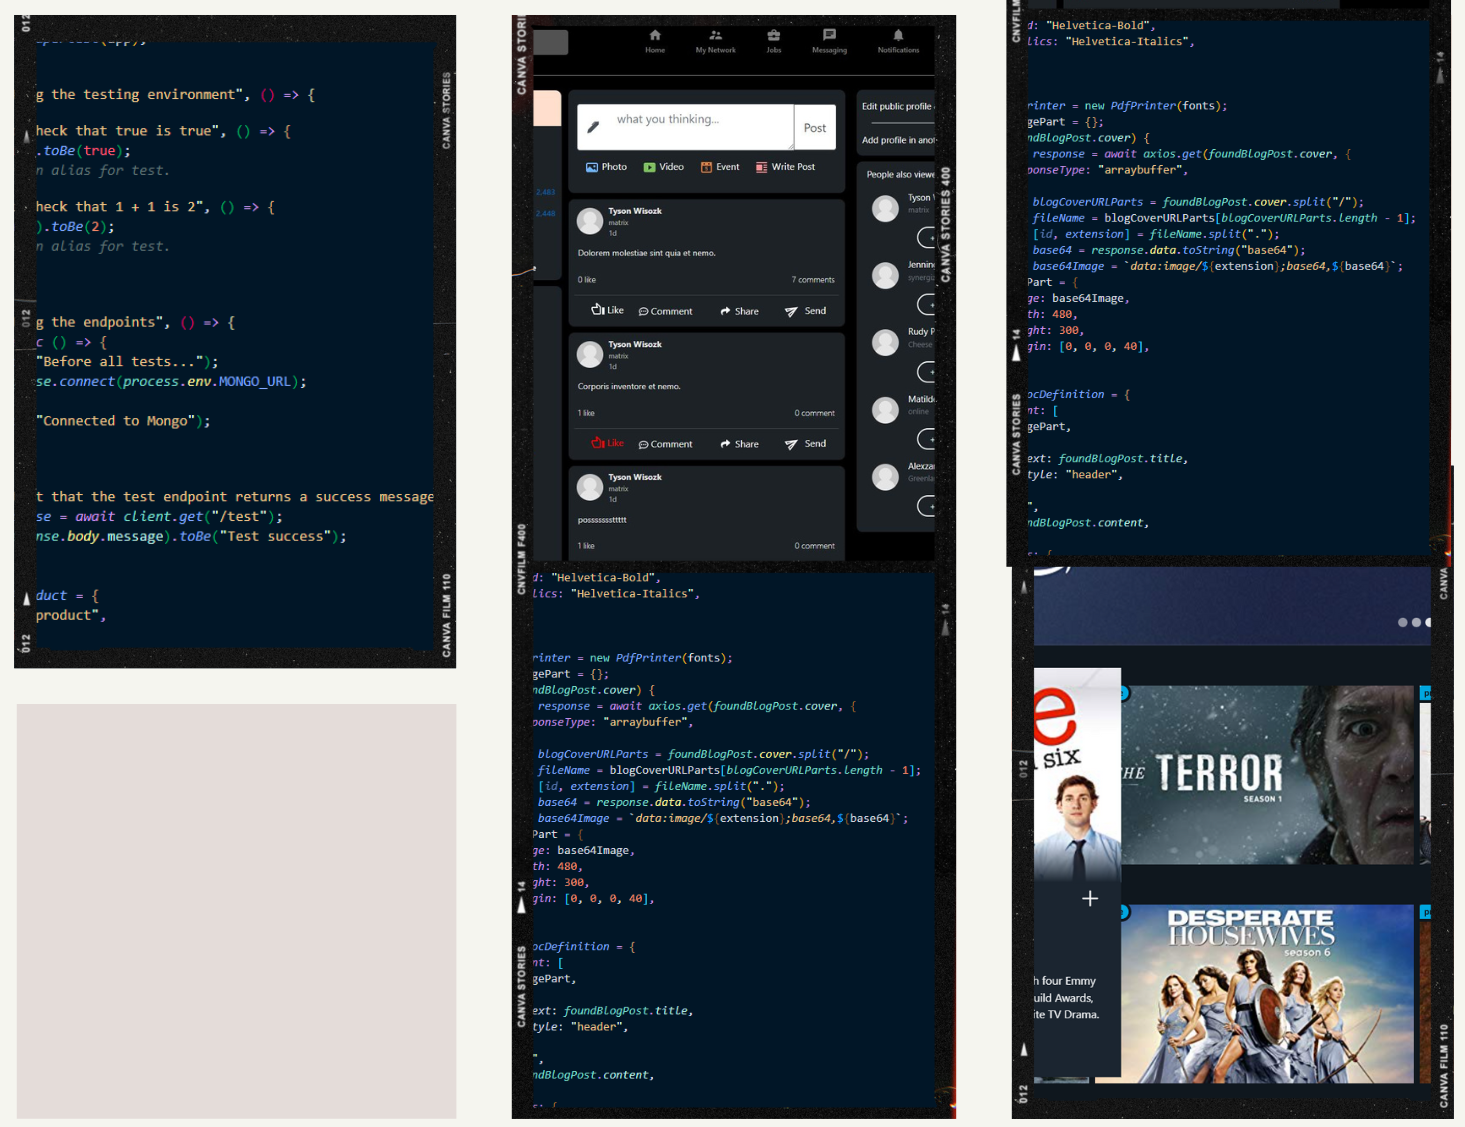 012
g the testing environment", () => {
heck that true is true", () => {
.toBe(true);
n alias for test.
heck that 1 + 1 is 2", () => {
).toBe(2);
n alias for test.
g the endpoints", () => {
c () => {
"Before all tests...");
se.connect(process.env.MONGO_URL);
"Connected to Mongo");
t that the test endpoint returns a success message
se = await client.get("/test");
nse.body.message).toBe("Test success");
duct = {
product",
012
012
CANVA STORIES
CANVA FILM 110
CANVA STORI
Home
My Network
Jobs
Messaging
Notifications
what you thinking...
Post
Photo
Video
Event
Write Post
2,483
2,448
Tyson Wisozk
matrix
1d
Dolorem molestiae sint quia et nemo.
0 like
7 comments
Like
Comment
Share
Send
Tyson Wisozk
matrix
1d
Corporis inventore et nemo.
1 like
0 comment
Like
Comment
Share
Send
Tyson Wisozk
matrix
1d
posssssssttttt
1 like
0 comment
Edit public profile
Add profile in anot
People also viewe
Tyson
matrix
Jennin
synergiz
Rudy P
Cheese
Matild
online
Alexza
Greenla
CANVA STORIES 400
CNVFILM F400
d: "Helvetica-Bold",
lics: "Helvetica-Italics",
rinter = new PdfPrinter(fonts);
gePart = {};
ndBlogPost.cover) {
response = await axios.get(foundBlogPost.cover, {
ponseType: "arraybuffer",
blogCoverURLParts = foundBlogPost.cover.split("/");
fileName = blogCoverURLParts[blogCoverURLParts.length - 1];
[id, extension] = fileName.split(".");
base64 = response.data.toString("base64");
base64Image = `data:image/${extension};base64,${base64}`;
Part = {
ge: base64Image,
th: 480,
ght: 300,
gin: [0, 0, 0, 40],
ocDefinition = {
nt: [
gePart,
ext: foundBlogPost.title,
tyle: "header",
",
ndBlogPost.content,
s: {
14
14
CANVA STORIES
CNVFILM
d: "Helvetica-Bold",
lics: "Helvetica-Italics",
rinter = new PdfPrinter(fonts);
gePart = {};
ndBlogPost.cover) {
response = await axios.get(foundBlogPost.cover, {
ponseType: "arraybuffer",
blogCoverURLParts = foundBlogPost.cover.split("/");
fileName = blogCoverURLParts[blogCoverURLParts.length - 1];
[id, extension] = fileName.split(".");
base64 = response.data.toString("base64");
base64Image = `data:image/${extension};base64,${base64}`;
Part = {
ge: base64Image,
th: 480,
ght: 300,
gin: [0, 0, 0, 40],
ocDefinition = {
nt: [
gePart,
ext: foundBlogPost.title,
tyle: "header",
",
ndBlogPost.content,
s: {
14
14
CANVA STORIES
CANVA
e
six
HE TERROR
SEASON 1
DESPERATE
HOUSEWIVES
season 6
h four Emmy
uild Awards,
ite TV Drama.
012
012
CANVA FILM 110